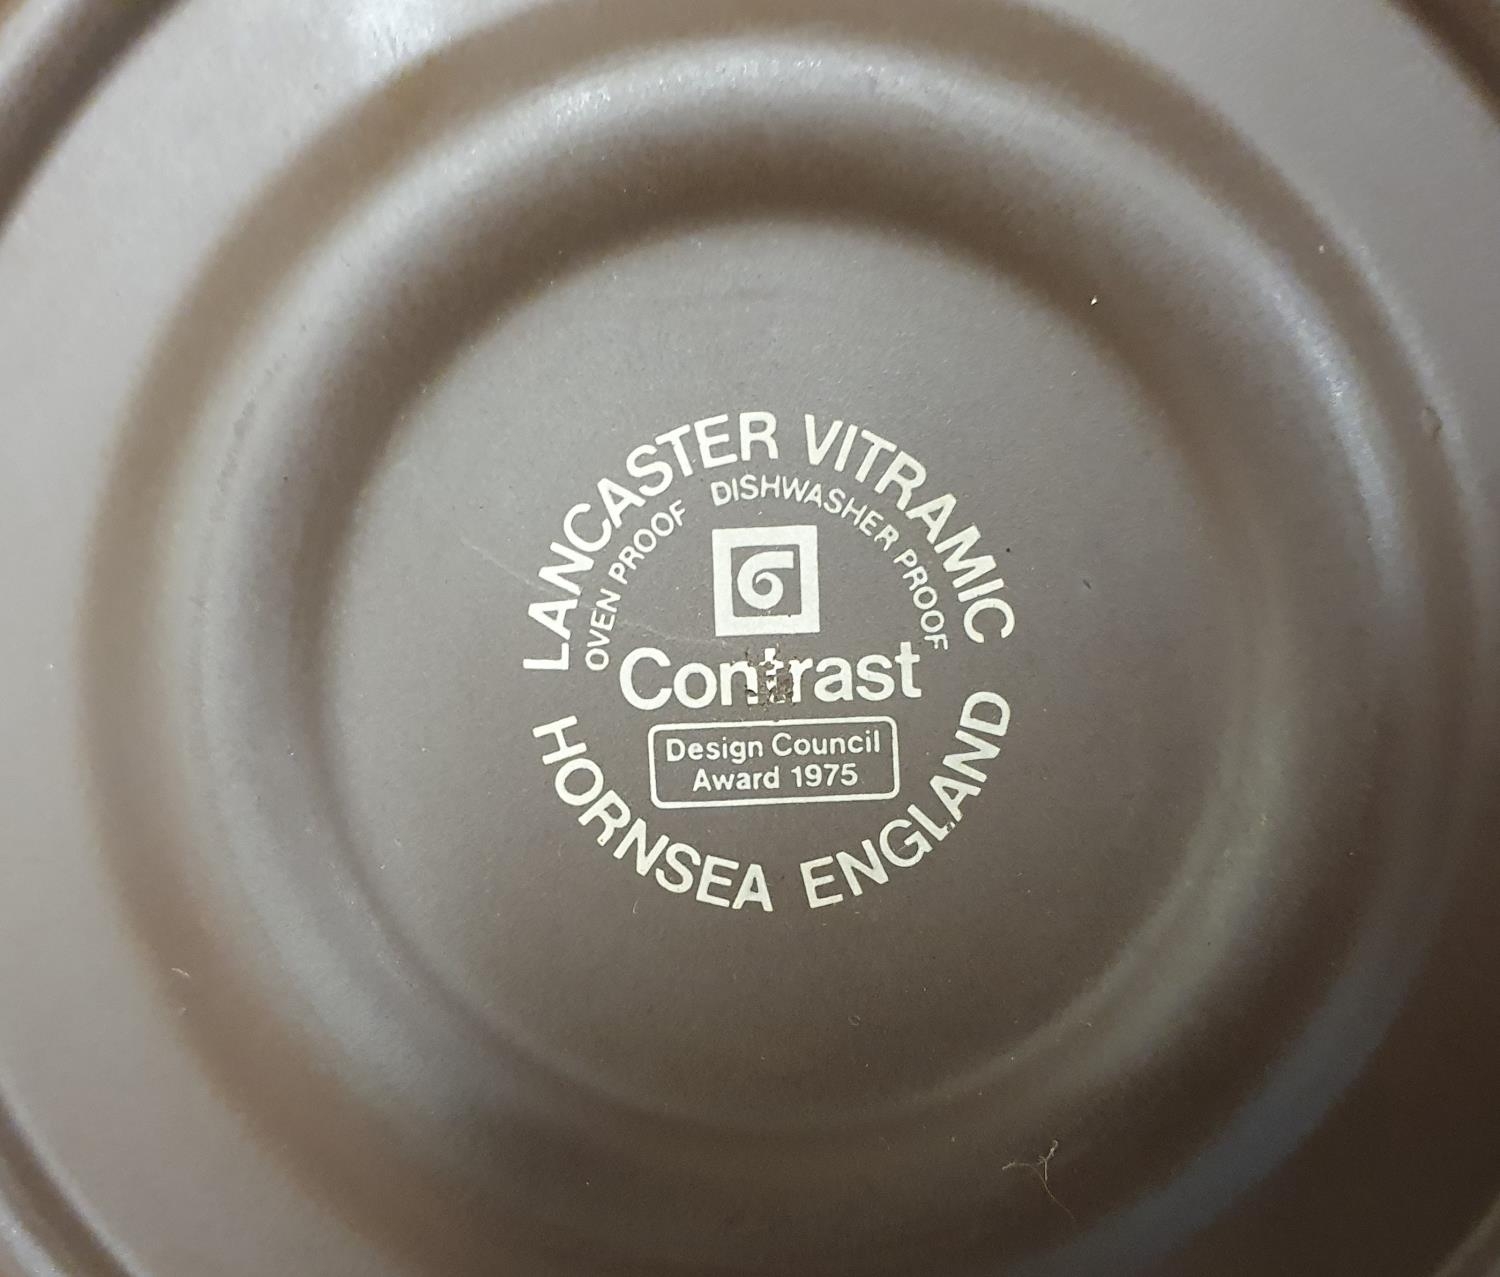 LANCASTER VITRAMIC
OVEN PROOF DISHWASHER PROOF
Contrast
Design Council
Award 1975
HORNSEA ENGLAND